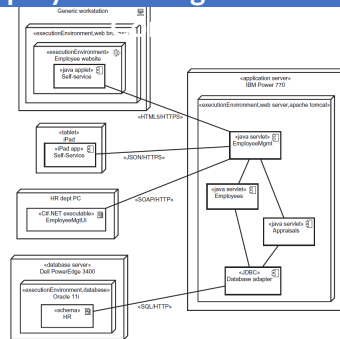 Generic workstation
«executionEnvironment,web
«executionEnvironment»
Employee website
«java applet»
Self-service
«HTML5/HTTPS»
«tablet»
iPad
«iPad app»
Self-Service
«JSON/HTTPS»
HR dept PC
«C#.NET executable»
EmployeeMgtUI
«SOAP/HTTP»
«database server»
Dell PowerEdge 3400
«executionEnvironment,database»
Oracle 11i
«schema»
HR
«SQL/HTTP»
«application server»
IBM Power 770
«executionEnvironment, web server,apache tomcat»
«java servlet»
EmployeeMgmt
«java servlet»
Employees
«java servlet»
Appraisals
«JDBC»
Database adapter